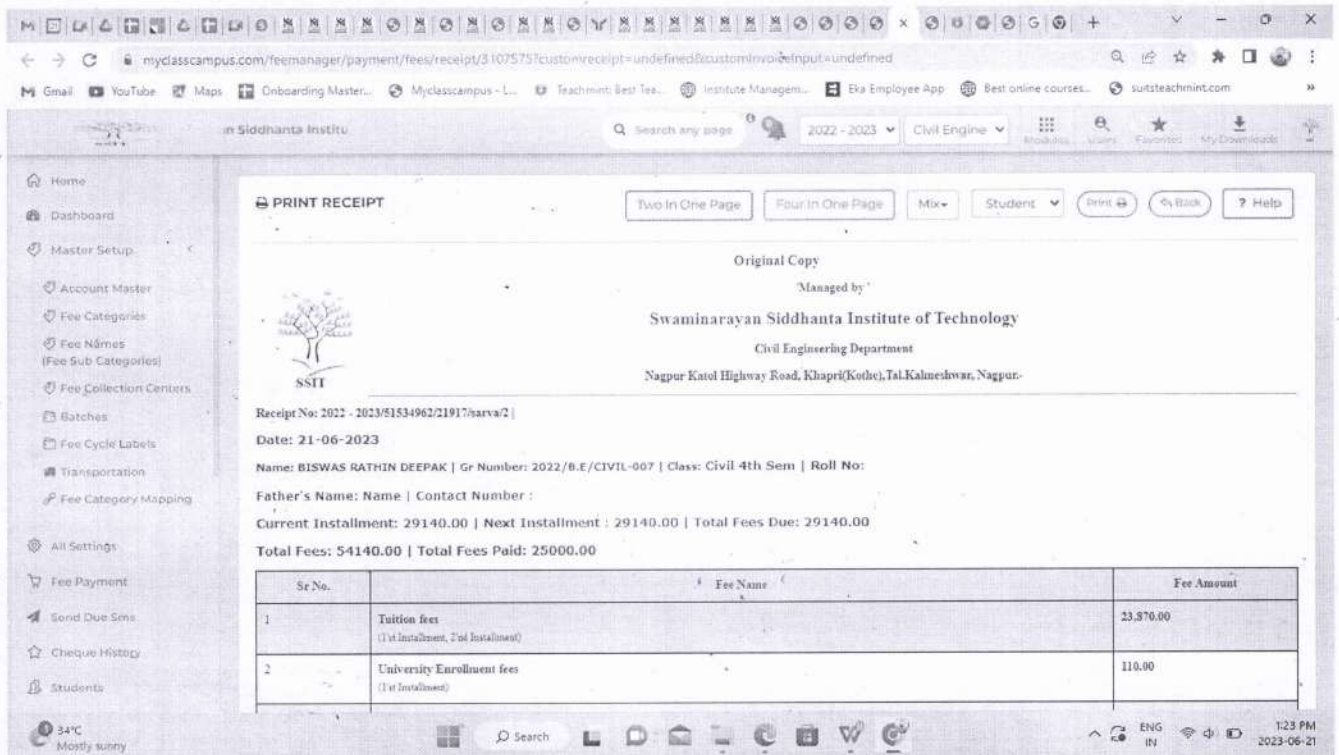 myclasscampus.com/feemanager/payment/fees/receipt/3107575?customreceipt=undefined&customInvoiceInput=undefined
Gmail YouTube Maps Onboarding Master... Myclasscampus - L... Teachmint: Best Tea... Institute Managem... Eka Employee App Best online courses... suitsteachmint.com »
n Siddhanta Institu Search any page 0 2022 - 2023 Civil Engine Modules Users Favorites My Downloads
Home
Dashboard
Master Setup
Account Master
Fee Categories
Fee Names
(Fee Sub Categories)
Fee Collection Centers
Batches
Fee Cycle Labels
Transportation
Fee Category Mapping
All Settings
Fee Payment
Send Due Sms
Cheque History
Students
PRINT RECEIPT Two In One Page Four In One Page Mix Student Print Back ? Help
Original Copy
'Managed by '
Swaminarayan Siddhanta Institute of Technology
Civil Engineering Department
Nagpur Katol Highway Road, Khapri(Kothe),Tal.Kalmeshwar, Nagpur.-
SSIT
Receipt No: 2022 - 2023/51534962/21917/sarva/2 |
Date: 21-06-2023
Name: BISWAS RATHIN DEEPAK | Gr Number: 2022/B.E/CIVIL-007 | Class: Civil 4th Sem | Roll No:
Father's Name: Name | Contact Number :
Current Installment: 29140.00 | Next Installment : 29140.00 | Total Fees Due: 29140.00
Total Fees: 54140.00 | Total Fees Paid: 25000.00
Sr No. Fee Name Fee Amount
1 Tuition fees 23,870.00
(1'st Installment, 2'nd Installment)
2 University Enrollment fees 110.00
(1'st Installment)
34°C
Mostly sunny
Search
ENG
IN
1:23 PM
2023-06-21